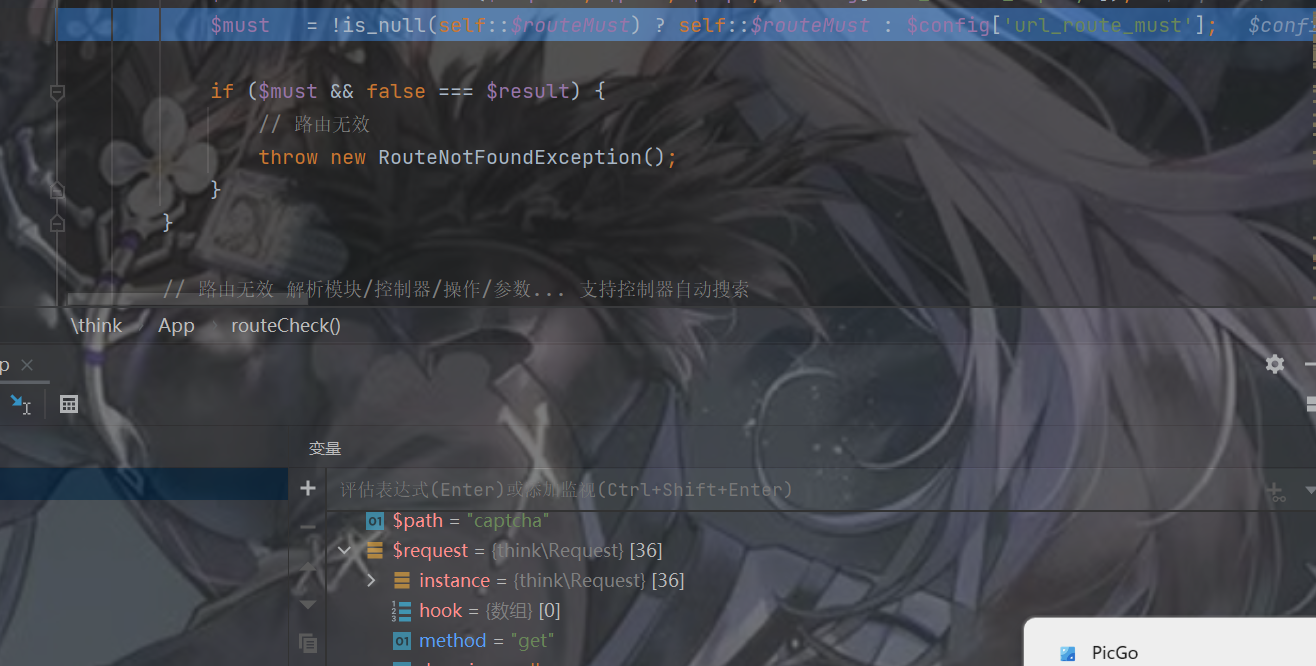 $must   = !is_null(self::$routeMust) ? self::$routeMust : $config['url_route_must'];   $confi
if ($must && false === $result) {
// 路由无效
throw new RouteNotFoundException();
}
}
// 路由无效 解析模块/控制器/操作/参数... 支持控制器自动搜索
\think
App
routeCheck()
p
变量
评估表达式(Enter)或添加监视(Ctrl+Shift+Enter)
01 $path = "captcha"
$request = {think\Request} [36]
instance = {think\Request} [36]
hook = {数组} [0]
01 method = "get"
PicGo